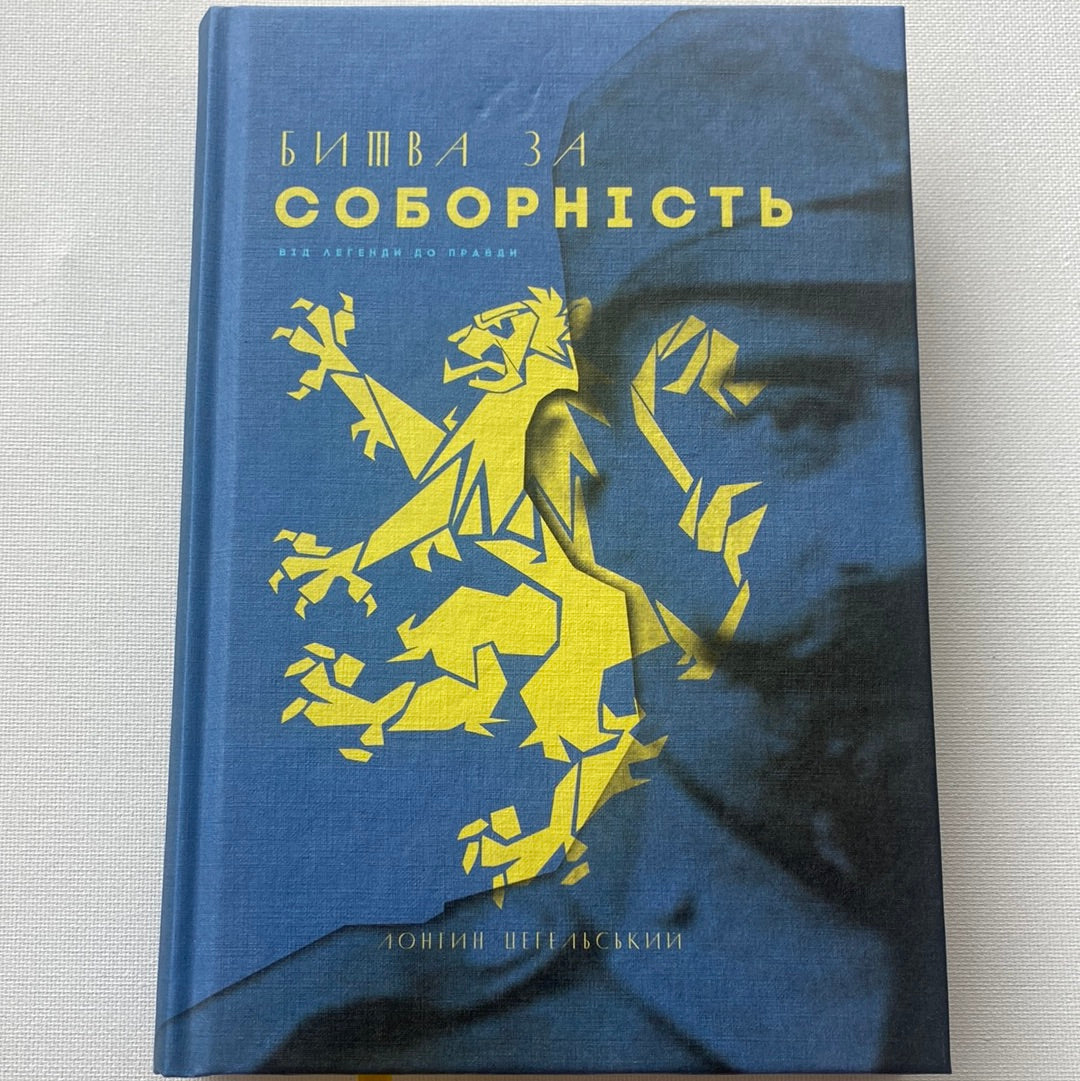 БИТВА ЗА
СОБОРНІСТЬ
ВІД ЛЕГЕНДИ ДО ПРАВДИ
ЛОНГИН ЦЕГЕЛЬСЬКИЙ